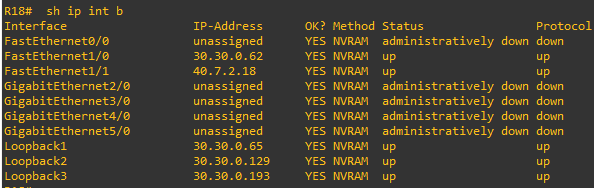 R18# sh ip int b
Interface IP-Address OK? Method Status Protocol
FastEthernet0/0 unassigned YES NVRAM administratively down down
FastEthernet1/0 30.30.0.62 YES NVRAM up up
FastEthernet1/1 40.7.2.18 YES NVRAM up up
GigabitEthernet2/0 unassigned YES NVRAM administratively down down
GigabitEthernet3/0 unassigned YES NVRAM administratively down down
GigabitEthernet4/0 unassigned YES NVRAM administratively down down
GigabitEthernet5/0 unassigned YES NVRAM administratively down down
Loopback1 30.30.0.65 YES NVRAM up up
Loopback2 30.30.0.129 YES NVRAM up up
Loopback3 30.30.0.193 YES NVRAM up up